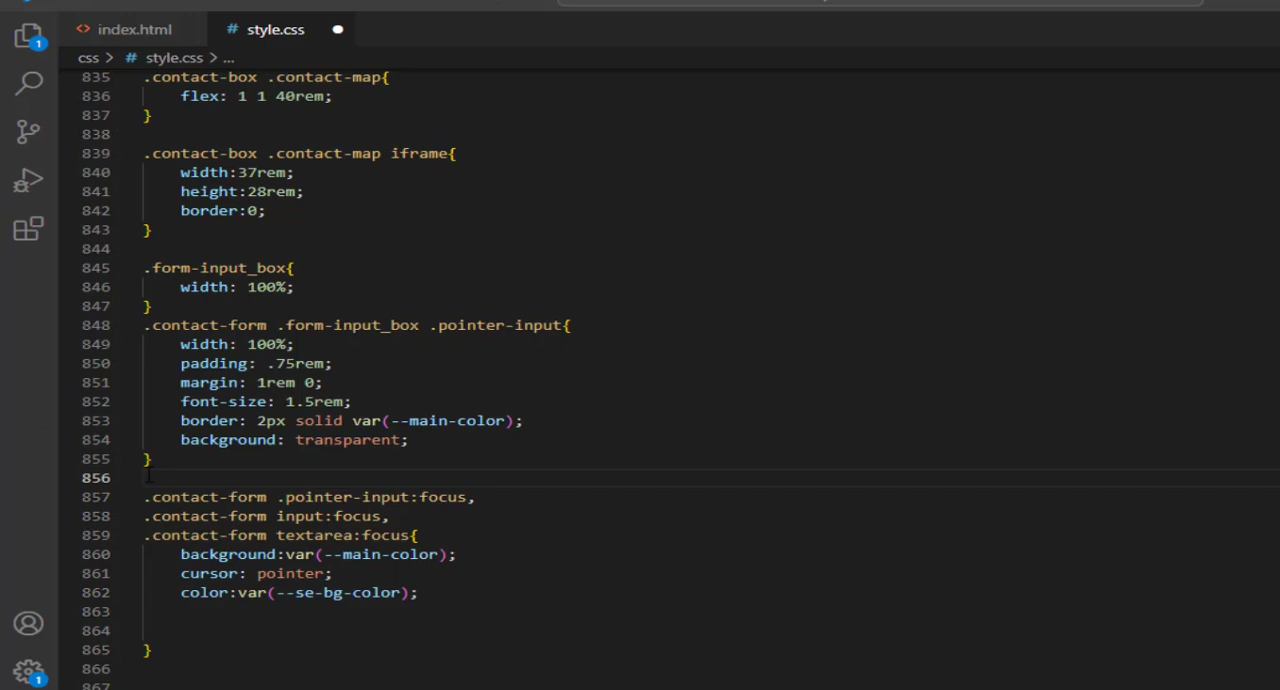 index.html
# style.css
css > # style.css > ...
835 .contact-box .contact-map{
836 flex: 1 1 40rem;
837 }
838
839 .contact-box .contact-map iframe{
840 width:37rem;
841 height:28rem;
842 border:0;
843 }
844
845 .form-input_box{
846 width: 100%;
847 }
848 .contact-form .form-input_box .pointer-input{
849 width: 100%;
850 padding: .75rem;
851 margin: 1rem 0;
852 font-size: 1.5rem;
853 border: 2px solid var(--main-color);
854 background: transparent;
855 }
856
857 .contact-form .pointer-input:focus,
858 .contact-form input:focus,
859 .contact-form textarea:focus{
860 background:var(--main-color);
861 cursor: pointer;
862 color:var(--se-bg-color);
863
864
865 }
866
867
1
1